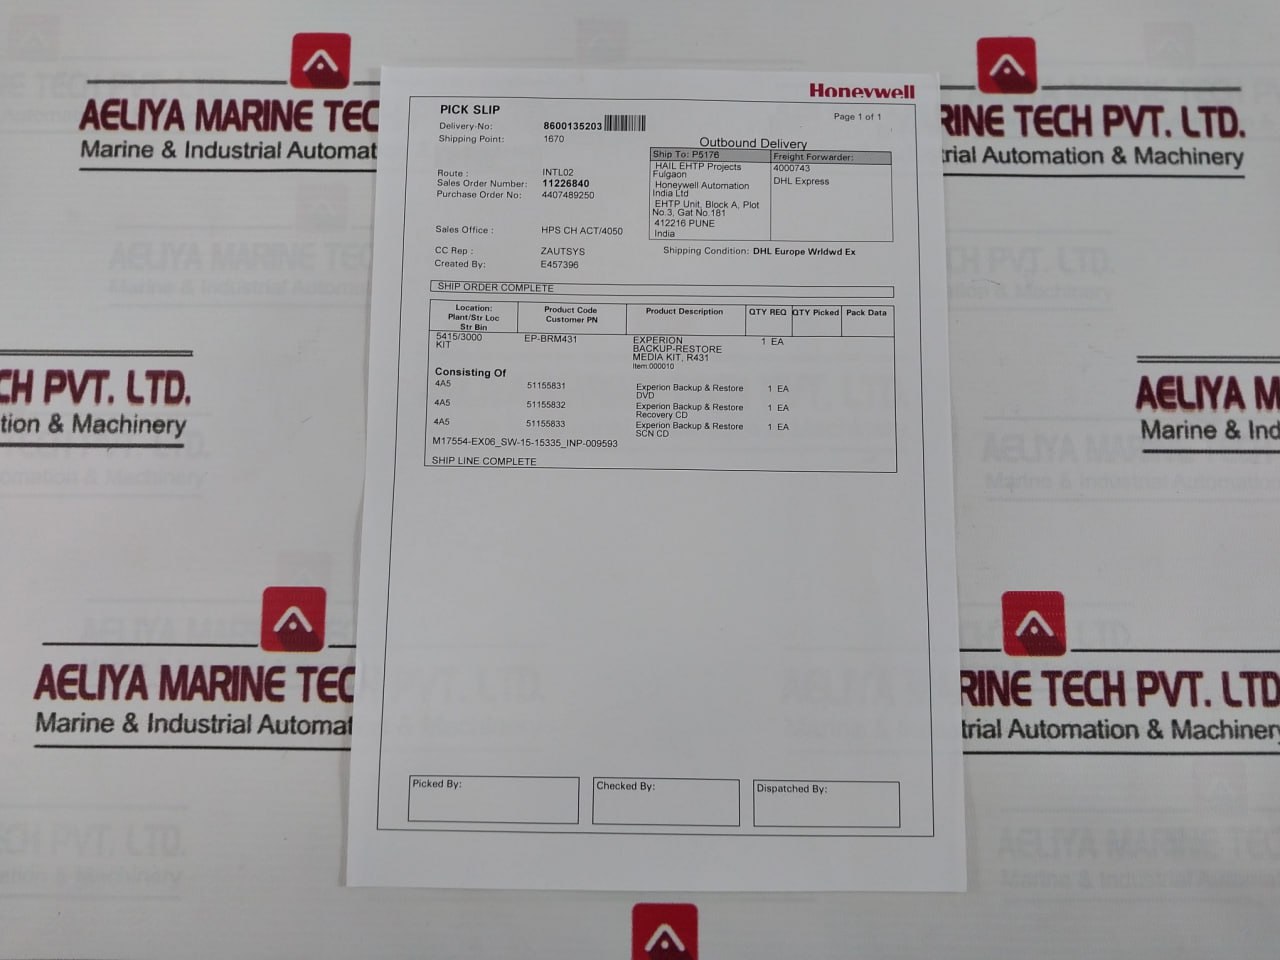 AELIYA MARINE TEC
Marine & Industrial Automat
RINE TECH PVT. LTD.
rial Automation & Machinery
Honeywell
PICK SLIP
Page 1 of 1
Delivery-No: 8600135203
Shipping Point: 1670
Outbound Delivery
Ship To: P5176 Freight Forwarder:
HAIL EHTP Projects 4000743
Fulgaon
DHL Express
Honeywell Automation
India Ltd
EHTP Unit, Block A, Plot
No.3, Gat No.181
412216 PUNE
India
Route : INTL02
Sales Order Number: 11226840
Purchase Order No: 4407489250
Sales Office : HPS CH ACT/4050
CC Rep : ZAUTSYS
Shipping Condition: DHL Europe Wrldwd Ex
Created By: E457396
SHIP ORDER COMPLETE
Location: Product Code Product Description QTY REQ QTY Picked Pack Data
Plant/Str Loc Customer PN
Str Bin
5415/3000 EP-BRM431 EXPERION 1 EA
KIT BACKUP-RESTORE
MEDIA KIT, R431
Item:000010
Consisting Of
4A5 51155831 Experion Backup & Restore 1 EA
DVD
4A5 51155832 Experion Backup & Restore 1 EA
Recovery CD
4A5 51155833 Experion Backup & Restore 1 EA
SCN CD
M17554-EX06_SW-15-15335_INP-009593
SHIP LINE COMPLETE
Picked By: Checked By: Dispatched By:
CH PVT. LTD.
tion & Machinery
AELIYA M
Marine & Ind
AELIYA MARINE TEC
Marine & Industrial Automat
RINE TECH PVT. LTD
trial Automation & Machinery